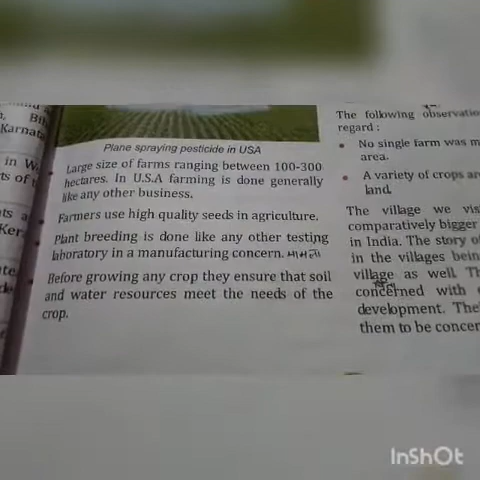 Bi
Karnata
in W
ts of
ts a
Ker
Plane spraying pesticide in USA
Large size of farms ranging between 100-300
hectares. In U.S.A farming is done generally
like any other business.
Farmers use high quality seeds in agriculture.
Plant breeding is done like any other testing
laboratory in a manufacturing concern. मामला
Before growing any crop they ensure that soil
and water resources meet the needs of the
crop.
The following observatio
regard :
No single farm was m
area.
A variety of crops ar
land.
The village we vis
comparatively bigger
in India. The story o
in the villages bein
village as well. Th
concerned with
development. The
them to be concer
InShOt